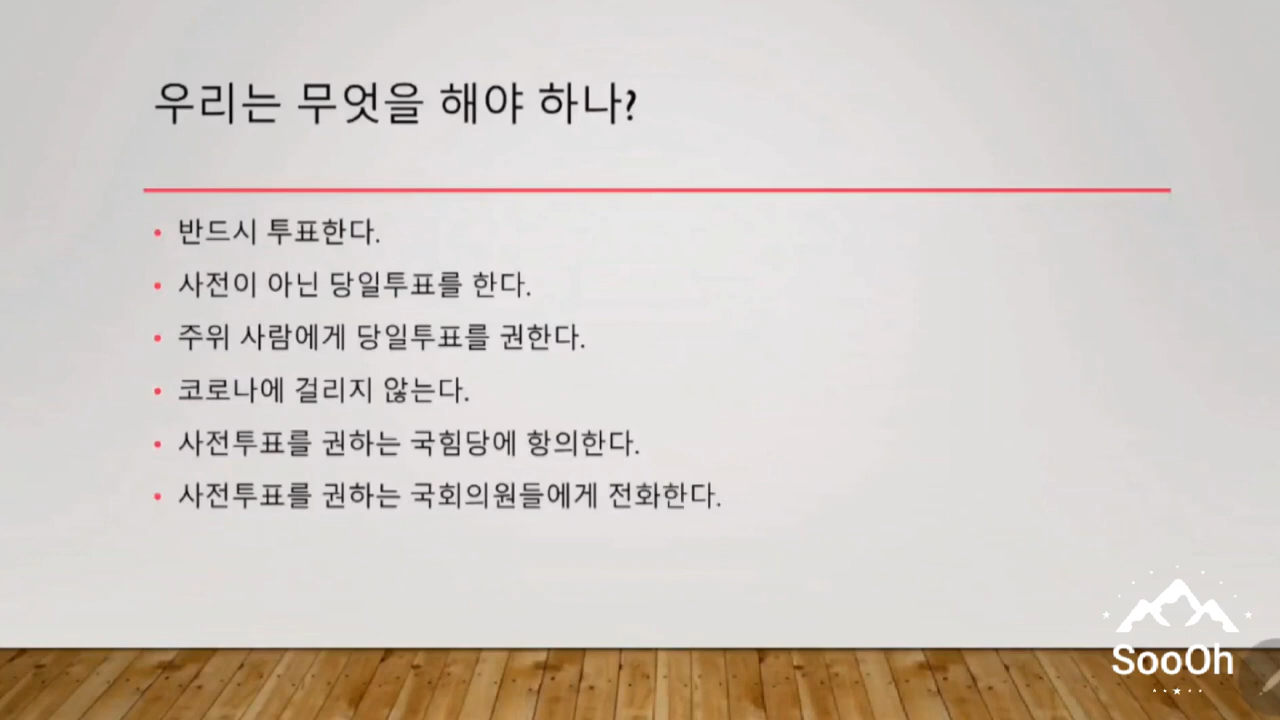 우리는 무엇을 해야 하나?
반드시 투표한다.
사전이 아닌 당일투표를 한다.
주위 사람에게 당일투표를 권한다.
코로나에 걸리지 않는다.
사전투표를 권하는 국힘당에 항의한다.
사전투표를 권하는 국회의원들에게 전화한다.
SooOh